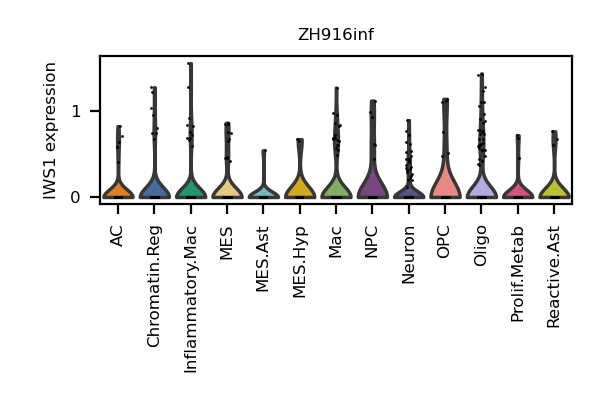 ZH916inf
IWS1 expression
1
0
AC
Chromatin.Reg
Inflammatory.Mac
MES
MES.Ast
MES.Hyp
Mac
NPC
Neuron
OPC
Oligo
Prolif.Metab
Reactive.Ast